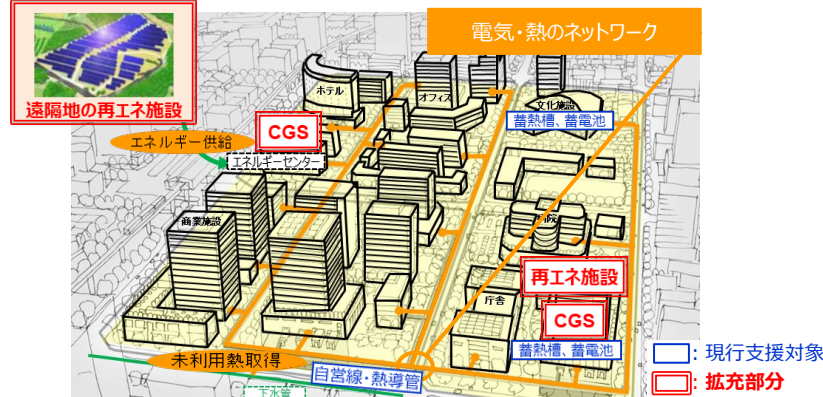 電気・熱のネットワーク
遠隔地の再エネ施設
ホテル
オフィス
文化施設
蓄熱槽、蓄電池
CGS
エネルギー供給
エネルギーセンター
商業施設
病院
再エネ施設
庁舎
CGS
蓄熱槽、蓄電池
未利用熱取得
自営線・熱導管
下水管
：現行支援対象
：拡充部分